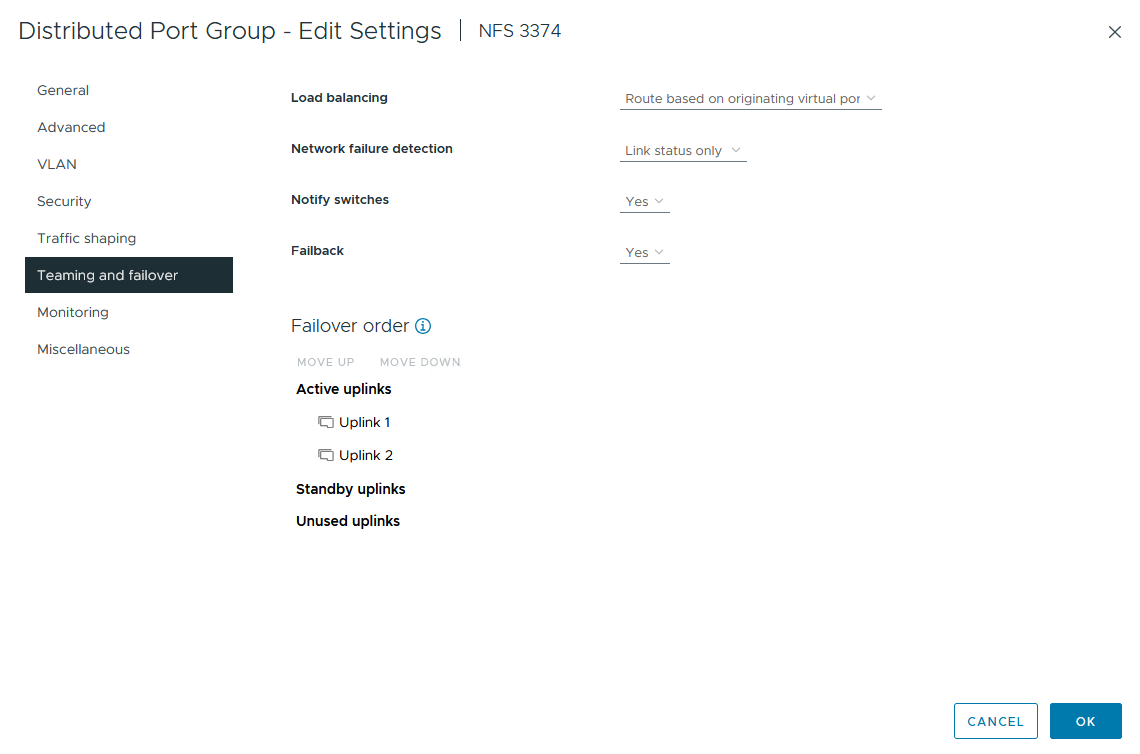 Distributed Port Group - Edit Settings | NFS 3374
General
Advanced
VLAN
Security
Traffic shaping
Teaming and failover
Monitoring
Miscellaneous
Load balancing Route based on originating virtual por
Network failure detection Link status only
Notify switches Yes
Failback Yes
Failover order
MOVE UP MOVE DOWN
Active uplinks
Uplink 1
Uplink 2
Standby uplinks
Unused uplinks
CANCEL OK